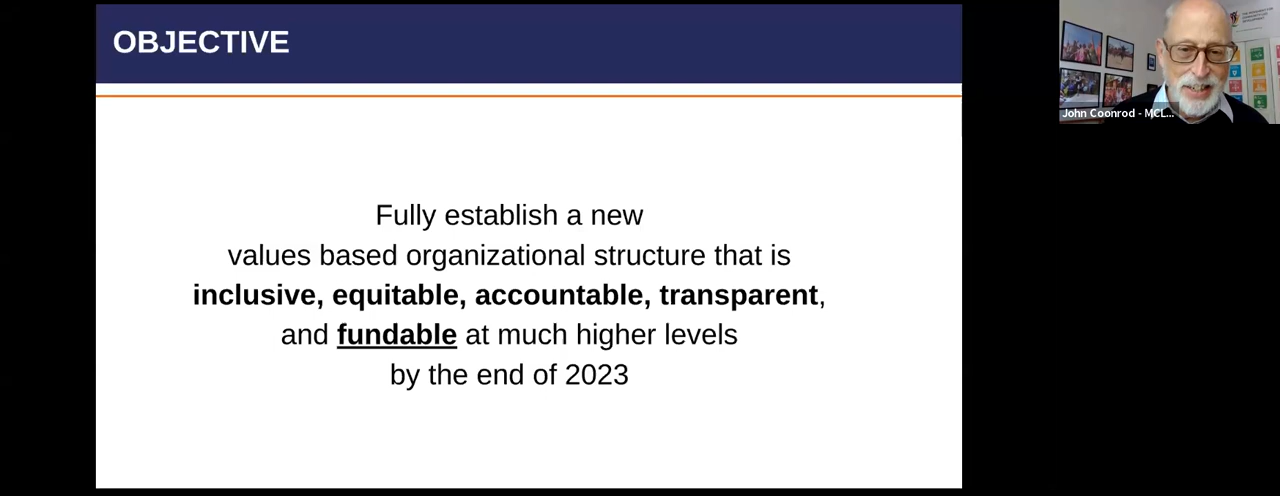 OBJECTIVE
Fully establish a new
values based organizational structure that is
inclusive, equitable, accountable, transparent,
and fundable at much higher levels
by the end of 2023
John Coonrod - MCL...